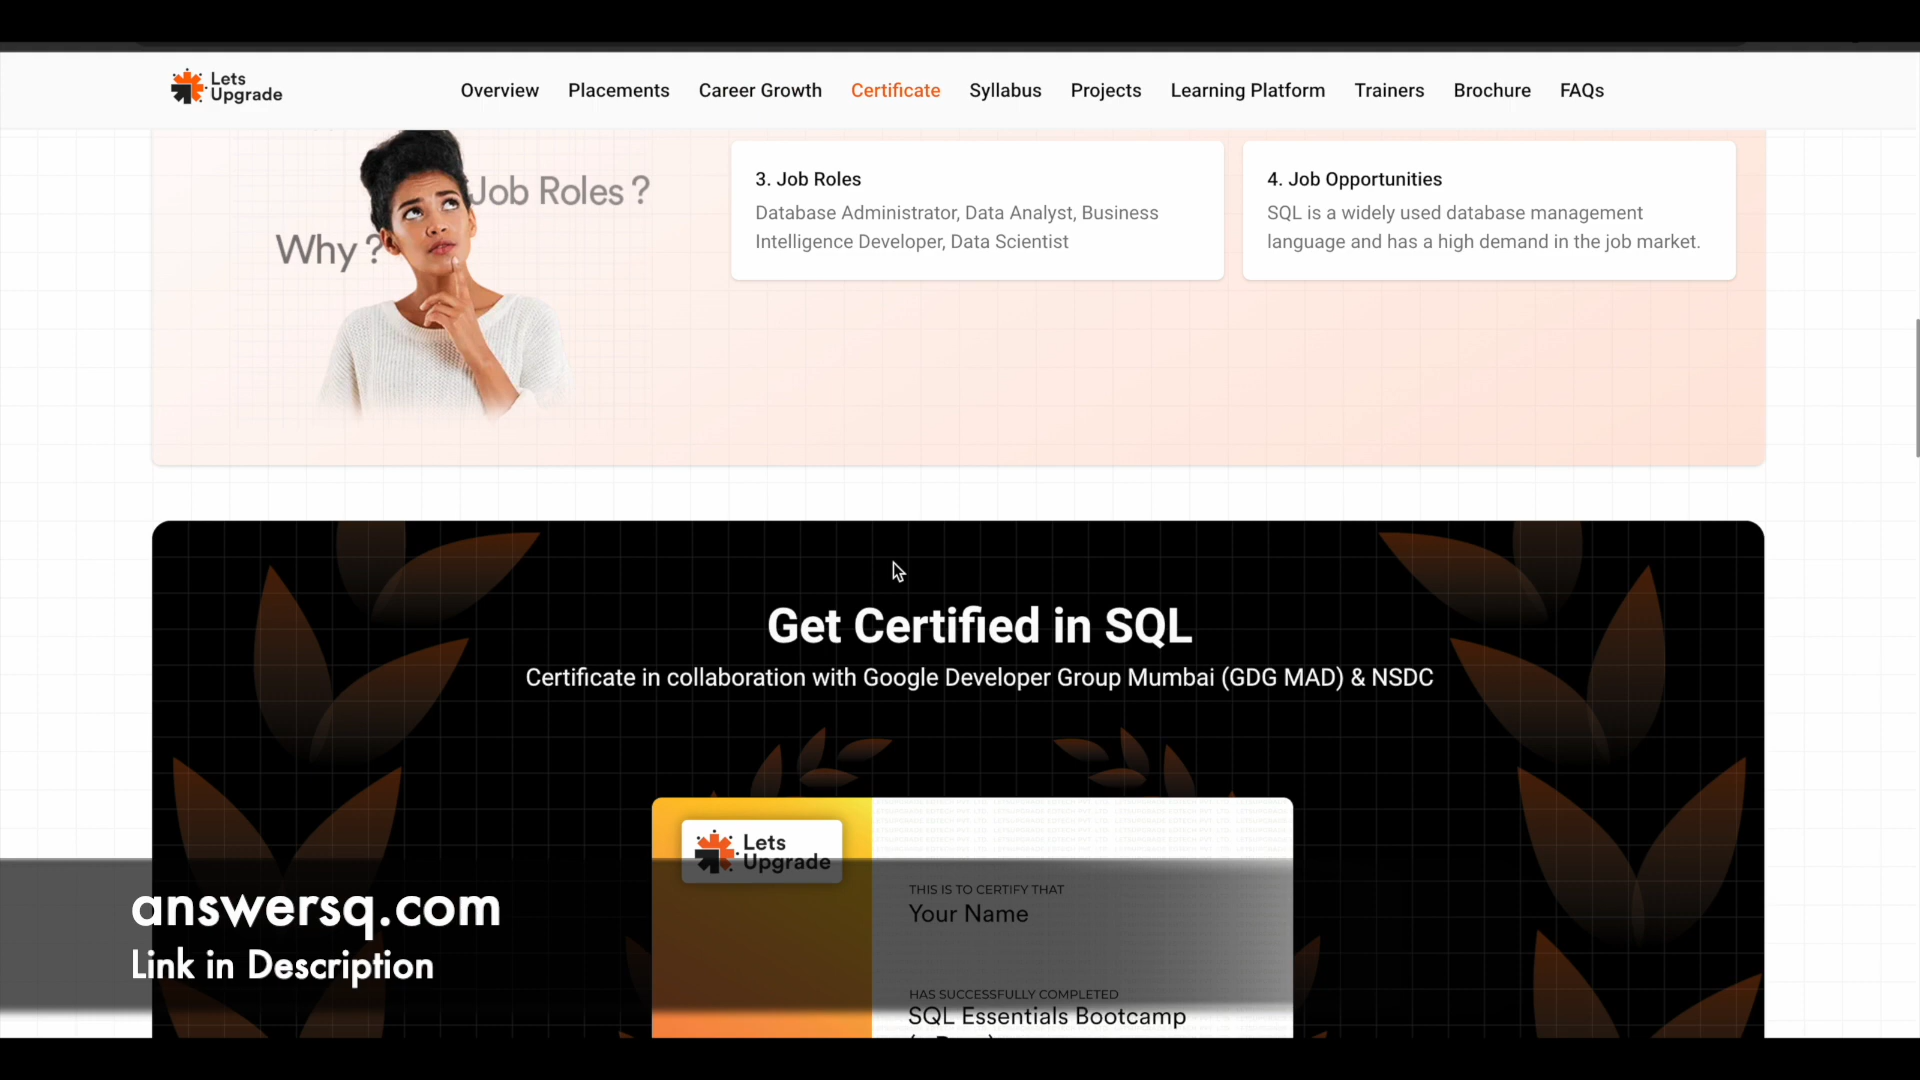 Lets
Upgrade
Overview Placements Career Growth Certificate Syllabus Projects Learning Platform Trainers Brochure FAQs
Job Roles ?
Why ?
3. Job Roles
Database Administrator, Data Analyst, Business
Intelligence Developer, Data Scientist
4. Job Opportunities
SQL is a widely used database management
language and has a high demand in the job market.
Get Certified in SQL
Certificate in collaboration with Google Developer Group Mumbai (GDG MAD) & NSDC
Lets
Upgrade
THIS IS TO CERTIFY THAT
Your Name
HAS SUCCESSFULLY COMPLETED
SQL Essentials Bootcamp
answersq.com
Link in Description